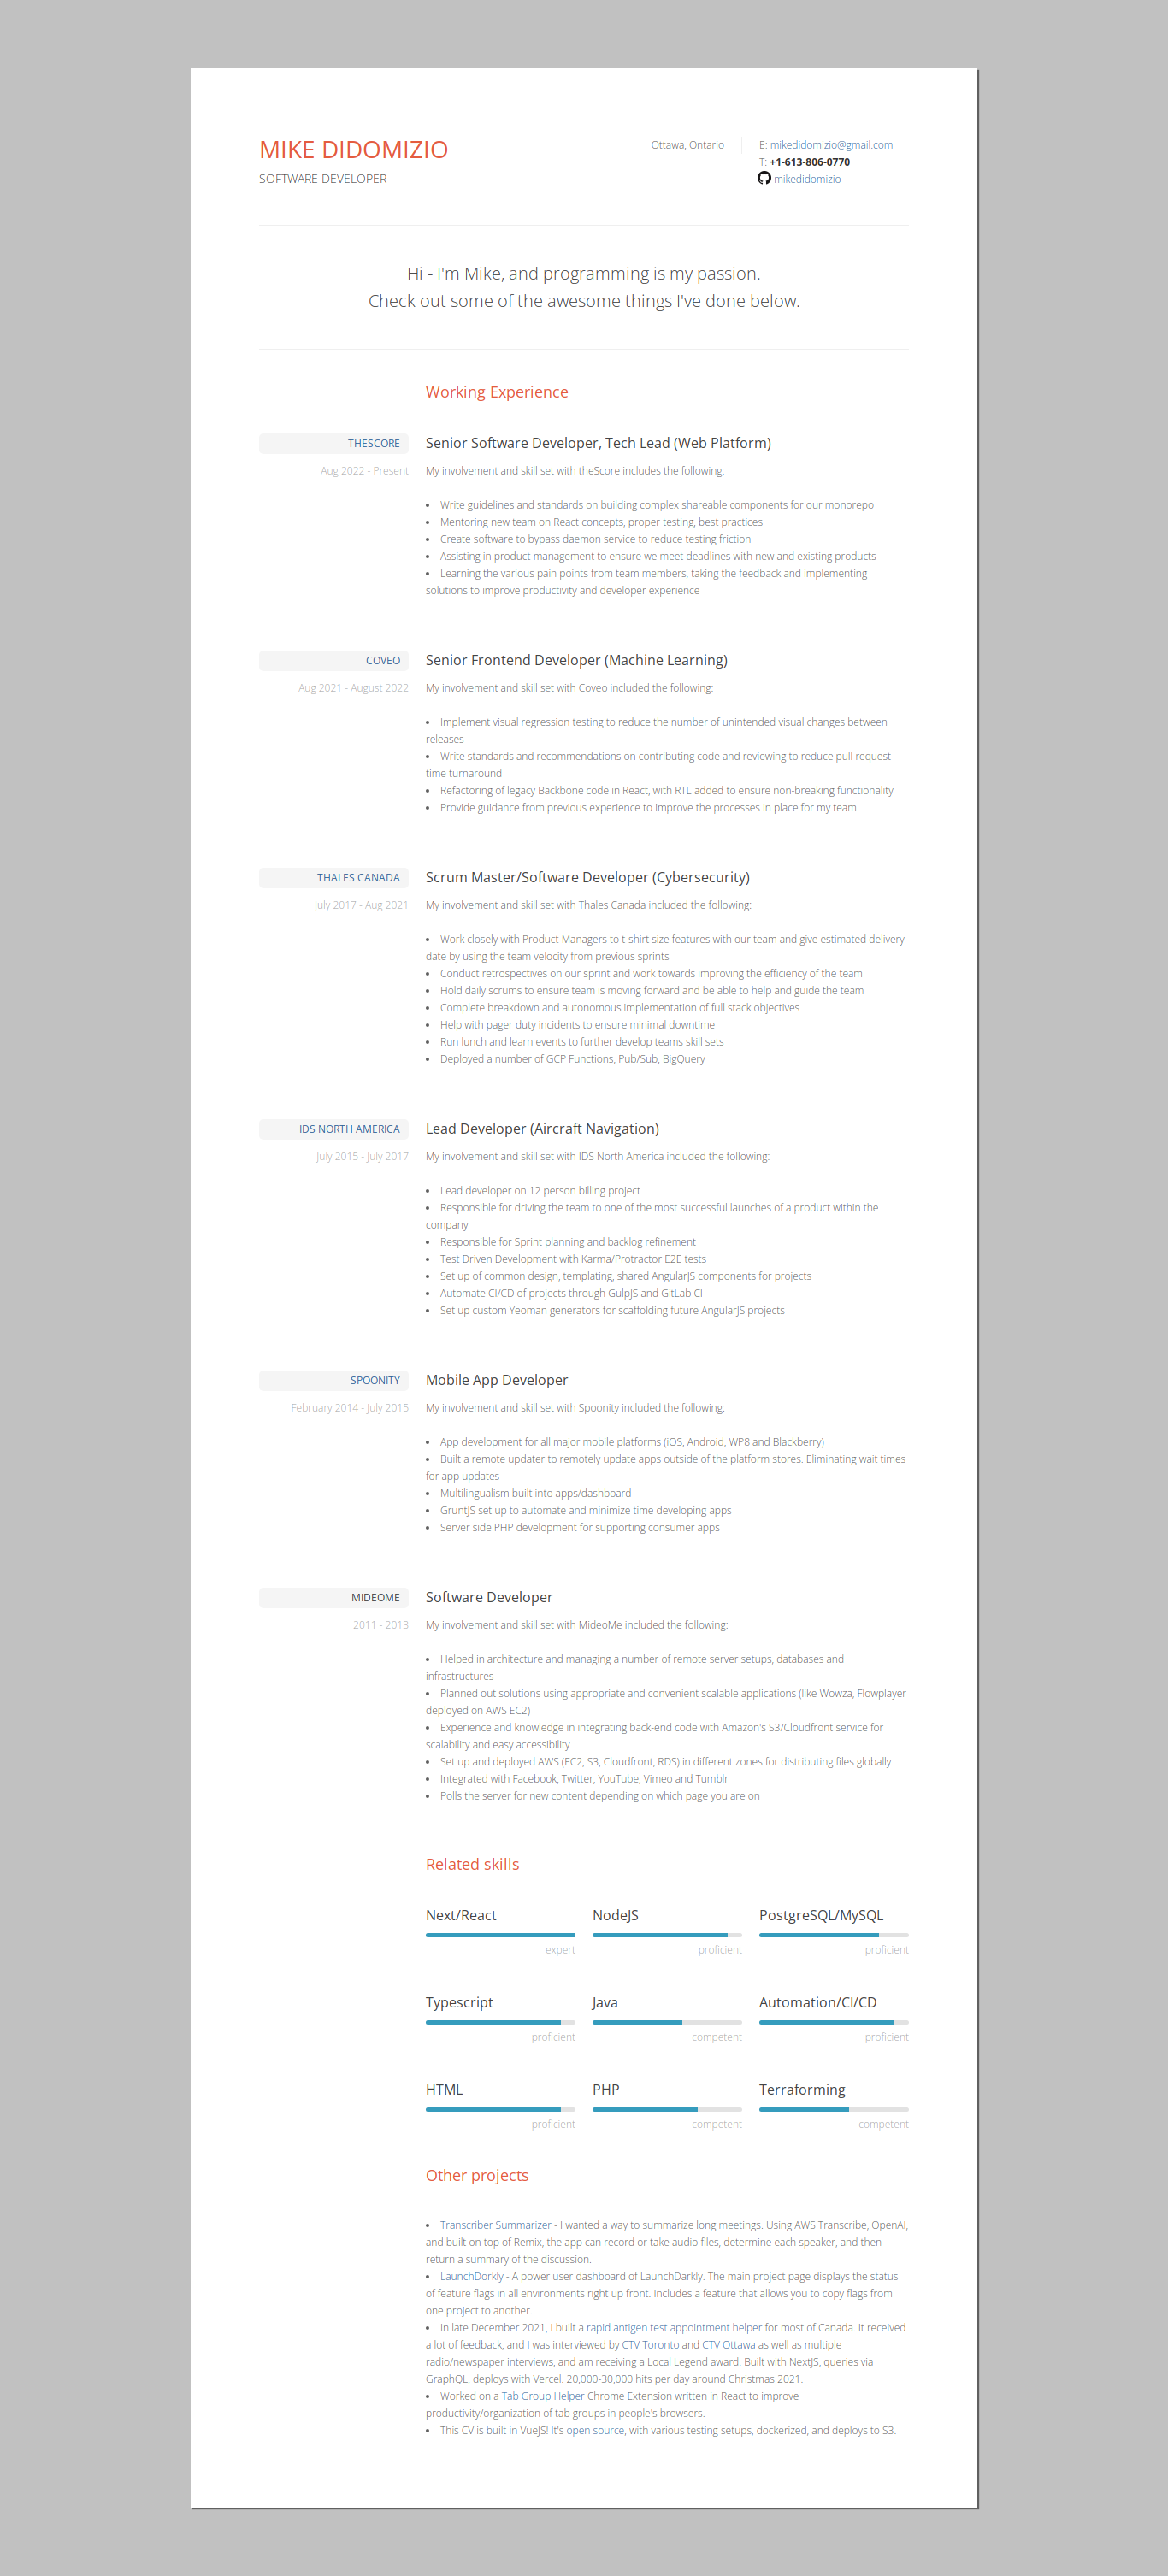 MIKE DIDOMIZIO
SOFTWARE DEVELOPER
Ottawa, Ontario
E: mikedidomizio@gmail.com
T: +1-613-806-0770
mikedidomizio
Hi - I'm Mike, and programming is my passion.
Check out some of the awesome things I've done below.
Working Experience
THESCORE
Aug 2022 - Present
Senior Software Developer, Tech Lead (Web Platform)
My involvement and skill set with theScore includes the following:
• Write guidelines and standards on building complex shareable components for our monorepo
• Mentoring new team on React concepts, proper testing, best practices
• Create software to bypass daemon service to reduce testing friction
• Assisting in product management to ensure we meet deadlines with new and existing products
• Learning the various pain points from team members, taking the feedback and implementing
solutions to improve productivity and developer experience
COVEO
Aug 2021 - August 2022
Senior Frontend Developer (Machine Learning)
My involvement and skill set with Coveo included the following:
• Implement visual regression testing to reduce the number of unintended visual changes between
releases
• Write standards and recommendations on contributing code and reviewing to reduce pull request
time turnaround
• Refactoring of legacy Backbone code in React, with RTL added to ensure non-breaking functionality
• Provide guidance from previous experience to improve the processes in place for my team
THALES CANADA
July 2017 - Aug 2021
Scrum Master/Software Developer (Cybersecurity)
My involvement and skill set with Thales Canada included the following:
• Work closely with Product Managers to t-shirt size features with our team and give estimated delivery
date by using the team velocity from previous sprints
• Conduct retrospectives on our sprint and work towards improving the efficiency of the team
• Hold daily scrums to ensure team is moving forward and be able to help and guide the team
• Complete breakdown and autonomous implementation of full stack objectives
• Help with pager duty incidents to ensure minimal downtime
• Run lunch and learn events to further develop teams skill sets
• Deployed a number of GCP Functions, Pub/Sub, BigQuery
IDS NORTH AMERICA
July 2015 - July 2017
Lead Developer (Aircraft Navigation)
My involvement and skill set with IDS North America included the following:
• Lead developer on 12 person billing project
• Responsible for driving the team to one of the most successful launches of a product within the
company
• Responsible for Sprint planning and backlog refinement
• Test Driven Development with Karma/Protractor E2E tests
• Set up of common design, templating, shared AngularJS components for projects
• Automate CI/CD of projects through GulpJS and GitLab CI
• Set up custom Yeoman generators for scaffolding future AngularJS projects
SPOONITY
February 2014 - July 2015
Mobile App Developer
My involvement and skill set with Spoonity included the following:
• App development for all major mobile platforms (iOS, Android, WP8 and Blackberry)
• Built a remote updater to remotely update apps outside of the platform stores. Eliminating wait times
for app updates
• Multilingualism built into apps/dashboard
• GruntJS set up to automate and minimize time developing apps
• Server side PHP development for supporting consumer apps
MIDEOME
2011 - 2013
Software Developer
My involvement and skill set with MideoMe included the following:
• Helped in architecture and managing a number of remote server setups, databases and
infrastructures
• Planned out solutions using appropriate and convenient scalable applications (like Wowza, Flowplayer
deployed on AWS EC2)
• Experience and knowledge in integrating back-end code with Amazon's S3/Cloudfront service for
scalability and easy accessibility
• Set up and deployed AWS (EC2, S3, Cloudfront, RDS) in different zones for distributing files globally
• Integrated with Facebook, Twitter, YouTube, Vimeo and Tumblr
• Polls the server for new content depending on which page you are on
Related skills
Next/React
expert
NodeJS
proficient
PostgreSQL/MySQL
proficient
Typescript
proficient
Java
competent
Automation/CI/CD
proficient
HTML
proficient
PHP
competent
Terraforming
competent
Other projects
• Transcriber Summarizer - I wanted a way to summarize long meetings. Using AWS Transcribe, OpenAI,
and built on top of Remix, the app can record or take audio files, determine each speaker, and then
return a summary of the discussion.
• LaunchDorkly - A power user dashboard of LaunchDarkly. The main project page displays the status
of feature flags in all environments right up front. Includes a feature that allows you to copy flags from
one project to another.
• In late December 2021, I built a rapid antigen test appointment helper for most of Canada. It received
a lot of feedback, and I was interviewed by CTV Toronto and CTV Ottawa as well as multiple
radio/newspaper interviews, and am receiving a Local Legend award. Built with NextJS, queries via
GraphQL, deploys with Vercel. 20,000-30,000 hits per day around Christmas 2021.
• Worked on a Tab Group Helper Chrome Extension written in React to improve
productivity/organization of tab groups in people's browsers.
• This CV is built in VueJS! It's open source, with various testing setups, dockerized, and deploys to S3.